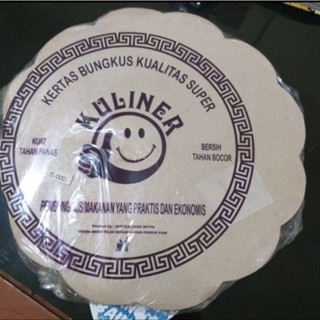 KERTAS BUNGKUS KUALITAS SUPER
KULINER
KUAT
TAHAN PANAS
BERSIH
TAHAN BOCOR
MAKANAN YANG PRAKTIS DAN EKONOMIS